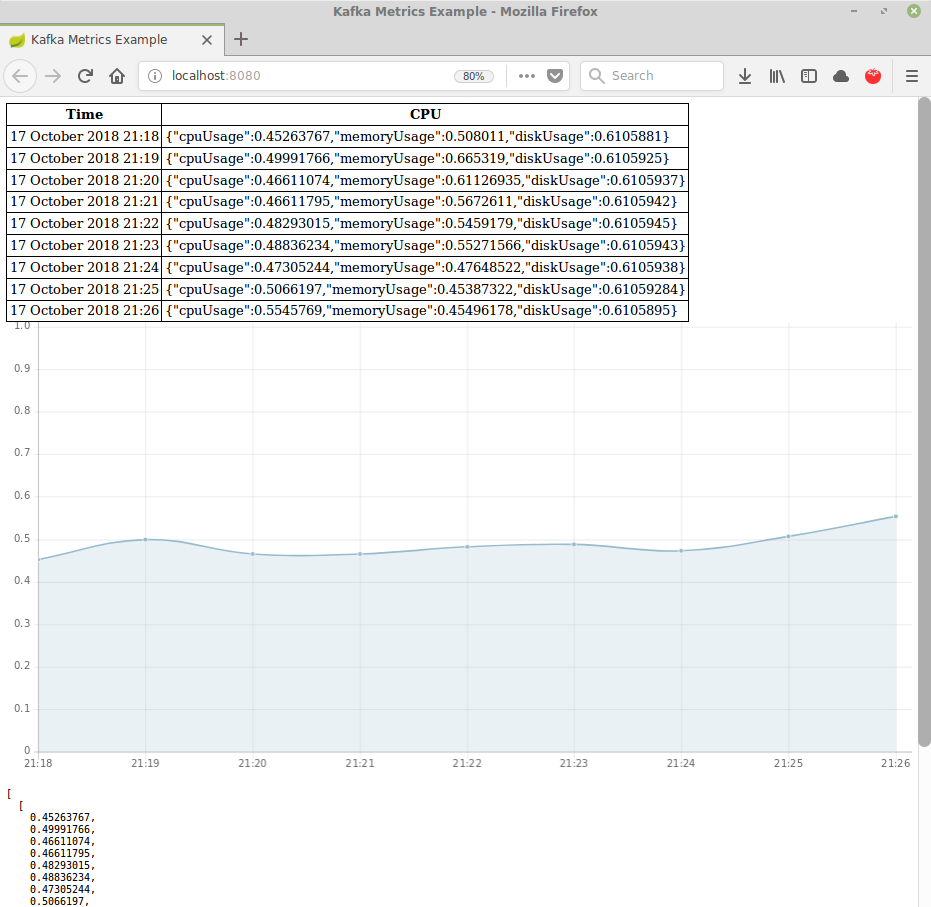 Kafka Metrics Example - Mozilla Firefox
Kafka Metrics Example
localhost:8080
80%
Search
Time CPU
17 October 2018 21:18 {"cpuUsage":0.45263767,"memoryUsage":0.508011,"diskUsage":0.6105881}
17 October 2018 21:19 {"cpuUsage":0.49991766,"memoryUsage":0.665319,"diskUsage":0.6105925}
17 October 2018 21:20 {"cpuUsage":0.46611074,"memoryUsage":0.61126935,"diskUsage":0.6105937}
17 October 2018 21:21 {"cpuUsage":0.46611795,"memoryUsage":0.5672611,"diskUsage":0.6105942}
17 October 2018 21:22 {"cpuUsage":0.48293015,"memoryUsage":0.5459179,"diskUsage":0.6105945}
17 October 2018 21:23 {"cpuUsage":0.48836234,"memoryUsage":0.55271566,"diskUsage":0.6105943}
17 October 2018 21:24 {"cpuUsage":0.47305244,"memoryUsage":0.47648522,"diskUsage":0.6105938}
17 October 2018 21:25 {"cpuUsage":0.5066197,"memoryUsage":0.45387322,"diskUsage":0.61059284}
17 October 2018 21:26 {"cpuUsage":0.5545769,"memoryUsage":0.45496178,"diskUsage":0.6105895}
1.0
0.9
0.8
0.7
0.6
0.5
0.4
0.3
0.2
0.1
0
21:18 21:19 21:20 21:21 21:22 21:23 21:24 21:25 21:26
[
[
0.45263767,
0.49991766,
0.46611074,
0.46611795,
0.48293015,
0.48836234,
0.47305244,
0.5066197,